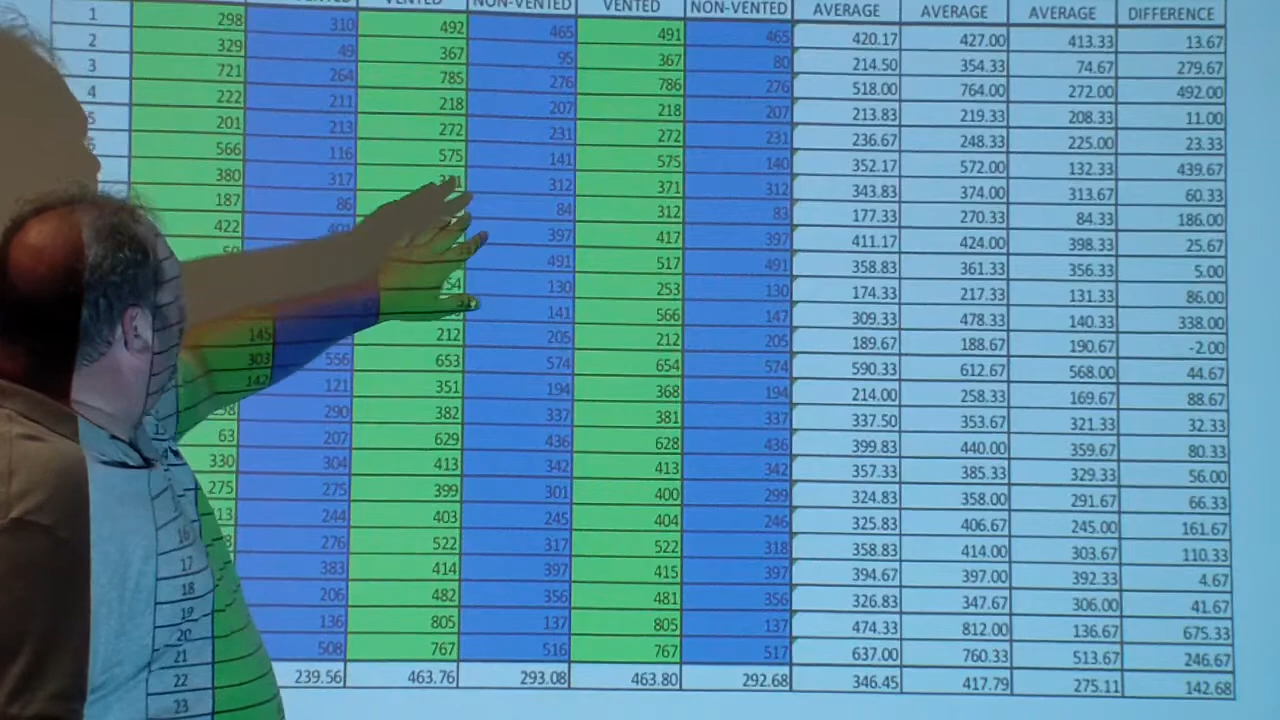 VENTED NON-VENTED VENTED NON-VENTED AVERAGE AVERAGE AVERAGE DIFFERENCE
1 298 310 492 465 491 465 420.17 427.00 413.33 13.67
2 329 49 367 95 367 80 214.50 354.33 74.67 279.67
3 721 264 785 276 786 276 518.00 764.00 272.00 492.00
4 222 211 218 207 218 207 213.83 219.33 208.33 11.00
5 201 213 272 231 272 231 236.67 248.33 225.00 23.33
6 566 116 575 141 575 140 352.17 572.00 132.33 439.67
380 317 312 371 312 343.83 374.00 313.67 60.33
187 86 84 312 83 177.33 270.33 84.33 186.00
422 401 397 417 397 411.17 424.00 398.33 25.67
491 517 491 358.83 361.33 356.33 5.00
130 253 130 174.33 217.33 131.33 86.00
141 566 147 309.33 478.33 140.33 338.00
145 212 205 212 205 189.67 188.67 190.67 -2.00
303 556 653 574 654 574 590.33 612.67 568.00 44.67
142 121 351 194 368 194 214.00 258.33 169.67 88.67
290 382 337 381 337 337.50 353.67 321.33 32.33
63 207 629 436 628 436 399.83 440.00 359.67 80.33
330 304 413 342 413 342 357.33 385.33 329.33 56.00
275 275 399 301 400 299 324.83 358.00 291.67 66.33
16 244 403 245 404 246 325.83 406.67 245.00 161.67
17 276 522 317 522 318 358.83 414.00 303.67 110.33
18 383 414 397 415 397 394.67 397.00 392.33 4.67
19 206 482 356 481 356 326.83 347.67 306.00 41.67
20 136 805 137 805 137 474.33 812.00 136.67 675.33
21 508 767 516 767 517 637.00 760.33 513.67 246.67
22 239.56 463.76 293.08 463.80 292.68 346.45 417.79 275.11 142.68
23